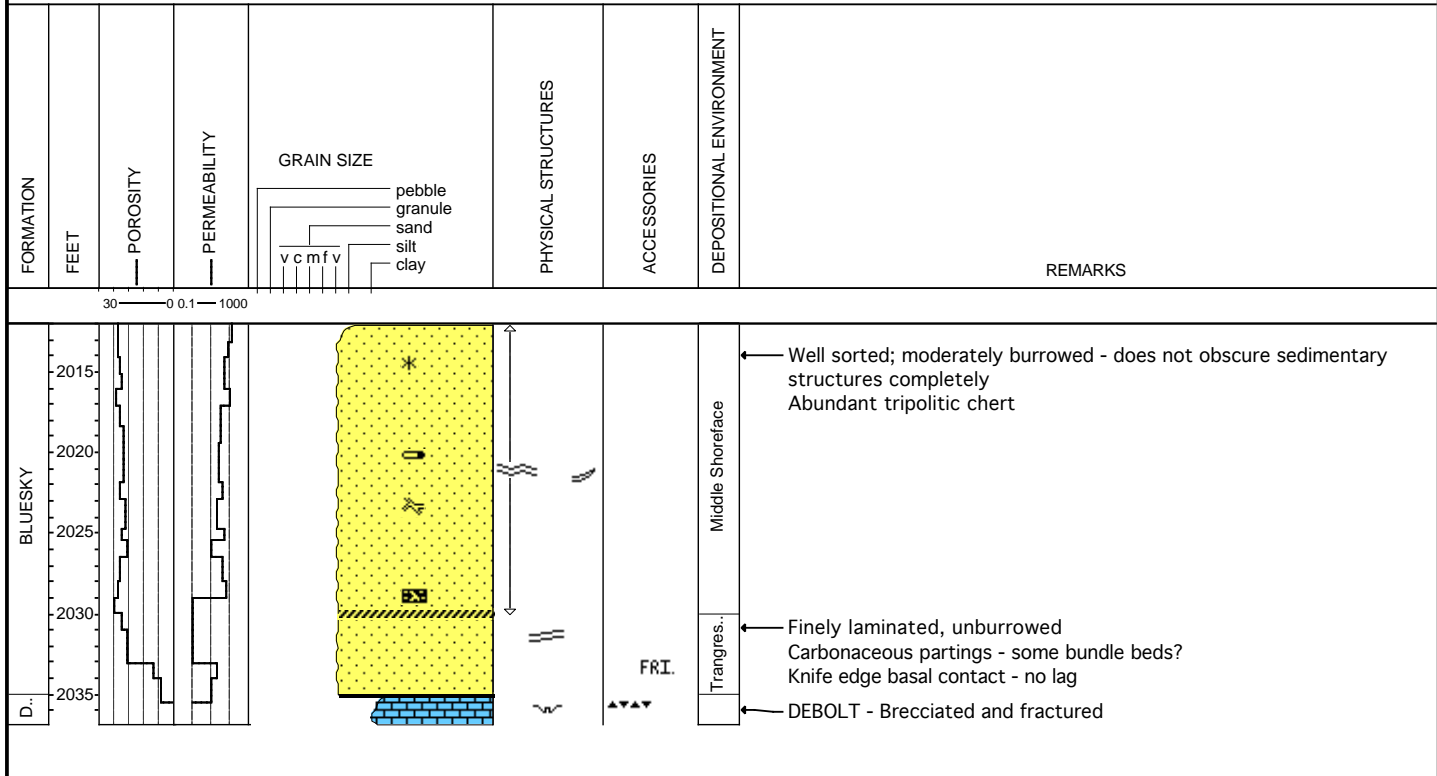 FORMATION
FEET
POROSITY
PERMEABILITY
GRAIN SIZE
pebble
granule
sand
silt
clay
v c m f v
PHYSICAL STRUCTURES
ACCESSORIES
DEPOSITIONAL ENVIRONMENT
REMARKS
30 0 0.1 1000
BLUESKY
D..
2015
2020
2025
2030
2035
FRI.
Middle Shoreface
Trangres..
Well sorted; moderately burrowed - does not obscure sedimentary
structures completely
Abundant tripolitic chert
Finely laminated, unburrowed
Carbonaceous partings - some bundle beds?
Knife edge basal contact - no lag
DEBOLT - Brecciated and fractured